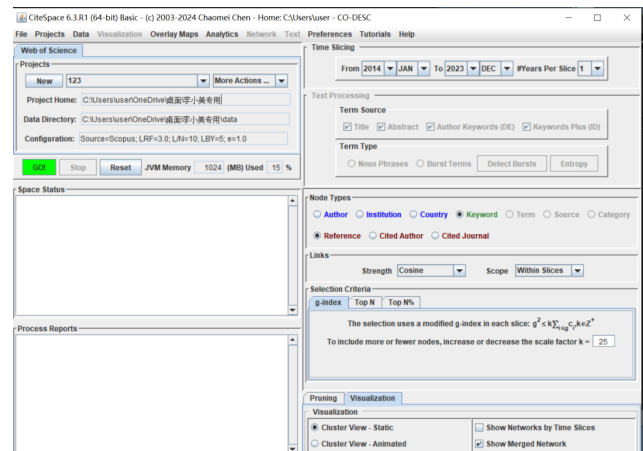 CiteSpace 6.3.R1 (64-bit) Basic - (c) 2003-2024 Chaomei Chen - Home: C:\Users\user - CO-DESC
File Projects Data Visualization Overlay Maps Analytics Network Text Preferences Tutorials Help
Web of Science
Projects
New 123 More Actions ...
Project Home: C:\Users\user\OneDrive\桌面\李小美专用
Data Directory: C:\Users\user\OneDrive\桌面\李小美专用\data
Configuration: Source=Scopus; LRF=3.0; L/N=10; LBY=5; e=1.0
GO! Stop Reset JVM Memory 1024 (MB) Used 15 %
Space Status
Process Reports
Time Slicing
From 2014 JAN To 2023 DEC #Years Per Slice 1
Text Processing
Term Source
Title Abstract Author Keywords (DE) Keywords Plus (ID)
Term Type
Noun Phrases Burst Terms Detect Bursts Entropy
Node Types
Author Institution Country Keyword Term Source Category
Reference Cited Author Cited Journal
Links
Strength Cosine Scope Within Slices
Selection Criteria
g-index Top N Top N%
The selection uses a modified g-index in each slice: g² ≤ k∑i≤g ci, k∈Z⁺
To include more or fewer nodes, increase or decrease the scale factor k = 25
Pruning Visualization
Visualization
Cluster View - Static Show Networks by Time Slices
Cluster View - Animated Show Merged Network